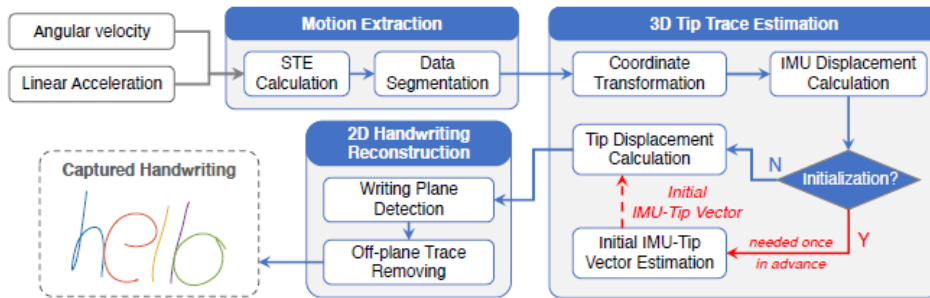 Angular velocity
Linear Acceleration
Motion Extraction
STE
Calculation
Data
Segmentation
3D Tip Trace Estimation
Coordinate
Transformation
IMU Displacement
Calculation
Initialization?
N
Y
needed once
in advance
Tip Displacement
Calculation
Initial
IMU-Tip Vector
Initial IMU-Tip
Vector Estimation
2D Handwriting
Reconstruction
Writing Plane
Detection
Off-plane Trace
Removing
Captured Handwriting
hello